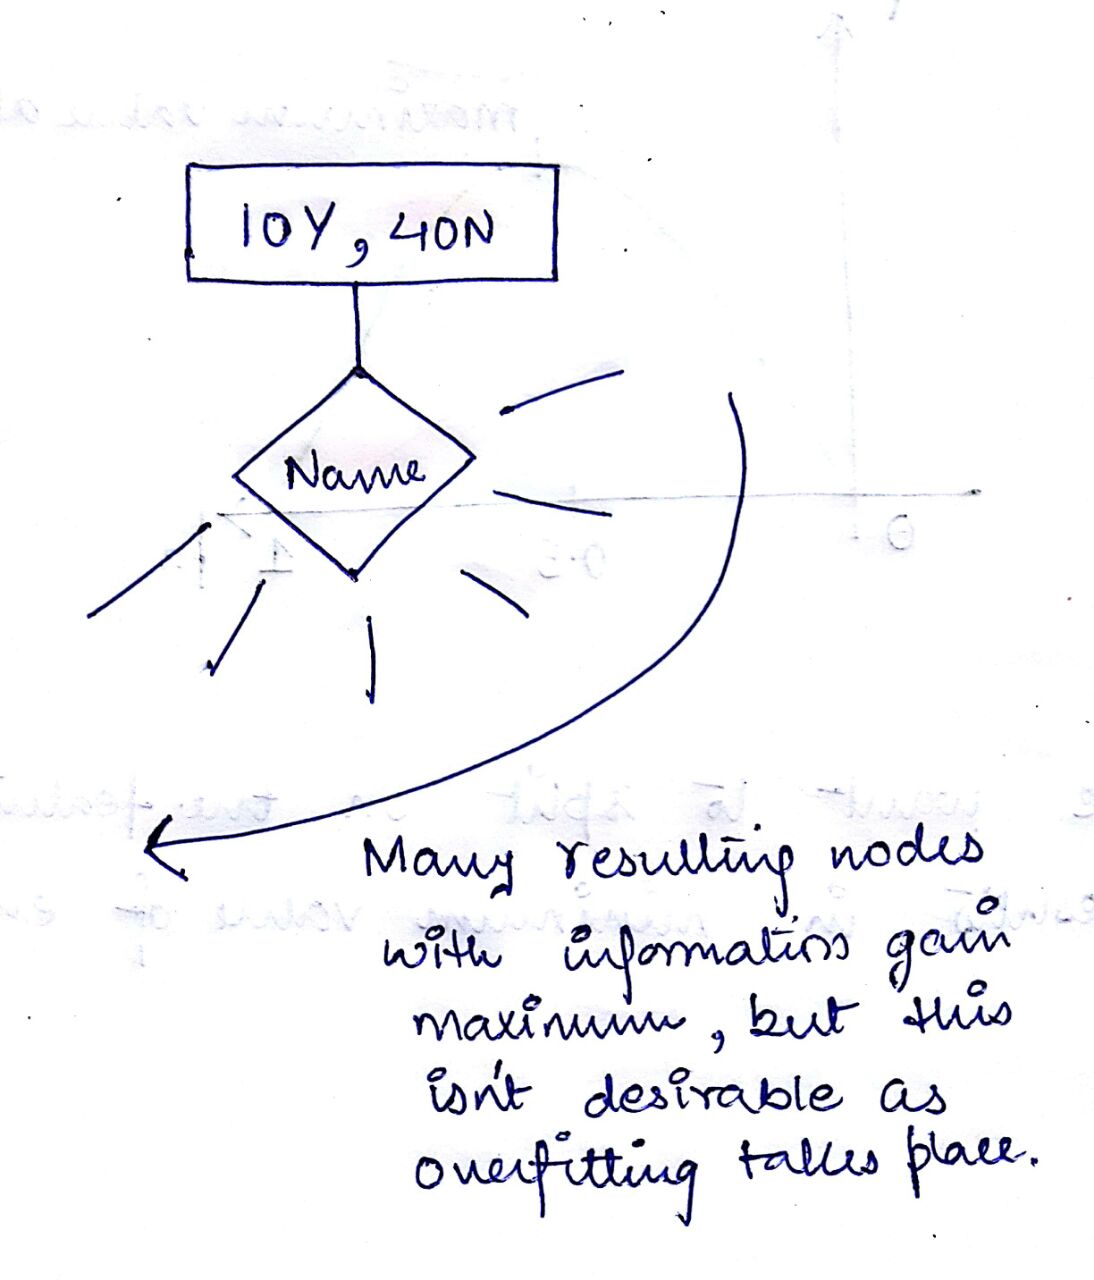 10Y, 40N
Name
Many resulting nodes
with information gain
maximum, but this
isn't desirable as
overfitting takes place.